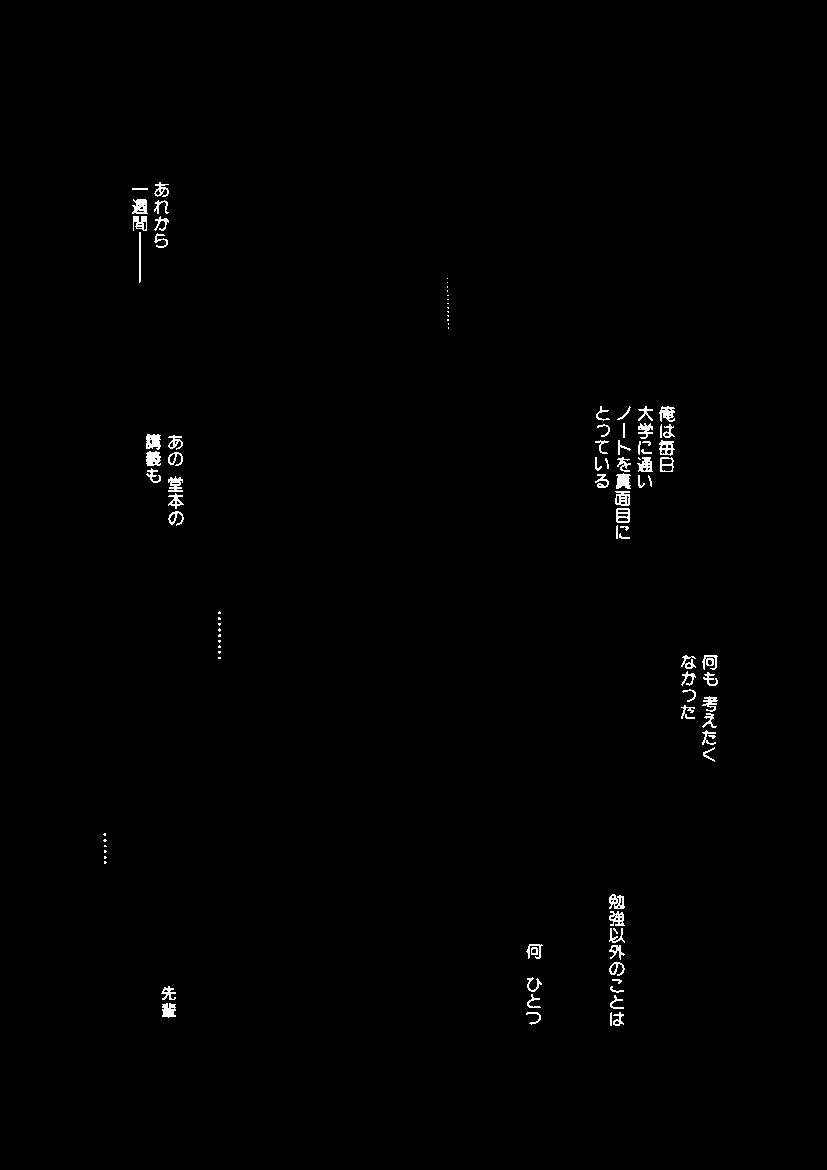 あれから
一週間――
…………
俺は毎日
大学に通い
ノートを真面目に
とっている
あの 堂本の
講義も
………
何も 考えたく
なかった
勉強以外のことは
何 ひとつ
……
先輩